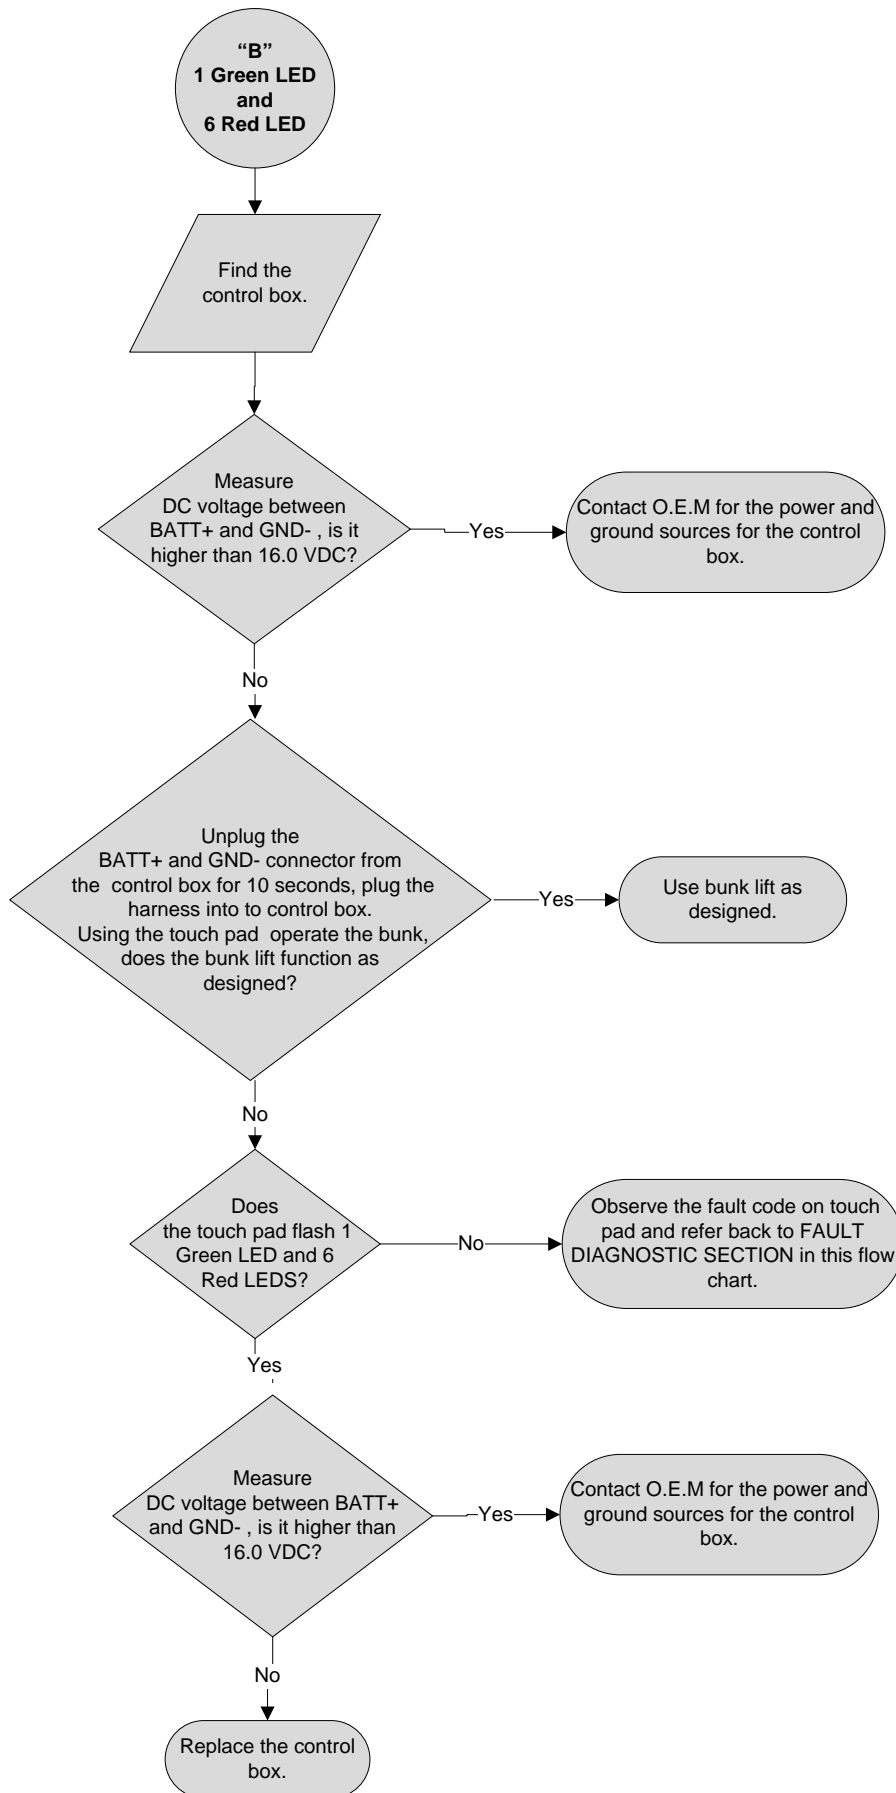 “B”
1 Green LED
and
6 Red LED
Find the
control box.
Measure
DC voltage between
BATT+ and GND- , is it
higher than 16.0 VDC?
Yes
Contact O.E.M for the power and
ground sources for the control
box.
No
Unplug the
BATT+ and GND- connector from
the control box for 10 seconds, plug the
harness into to control box.
Using the touch pad operate the bunk,
does the bunk lift function as
designed?
Yes
Use bunk lift as
designed.
No
Does
the touch pad flash 1
Green LED and 6
Red LEDS?
No
Observe the fault code on touch
pad and refer back to FAULT
DIAGNOSTIC SECTION in this flow
chart.
Yes
Measure
DC voltage between BATT+
and GND- , is it higher than
16.0 VDC?
Yes
Contact O.E.M for the power and
ground sources for the control
box.
No
Replace the control
box.